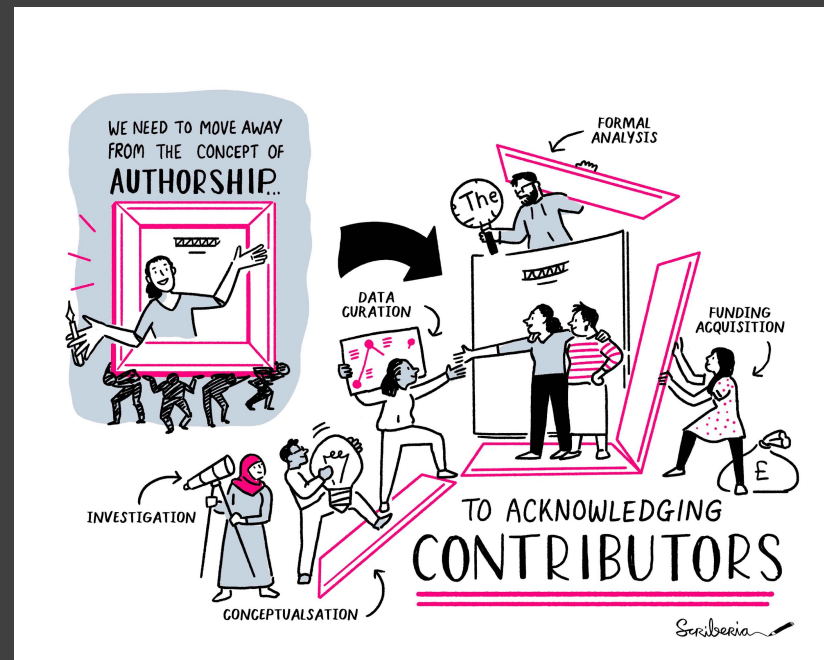 WE NEED TO MOVE AWAY
FROM THE CONCEPT OF
AUTHORSHIP...
FORMAL
ANALYSIS
The
DATA
CURATION
FUNDING
ACQUISITION
£
INVESTIGATION
CONCEPTUALSATION
TO ACKNOWLEDGING
CONTRIBUTORS
Scriberia